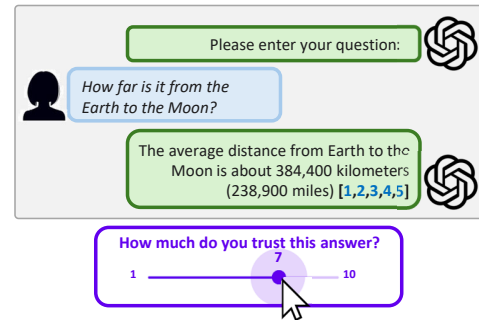 Please enter your question:
How far is it from the
Earth to the Moon?
The average distance from Earth to the
Moon is about 384,400 kilometers
(238,900 miles) [1,2,3,4,5]
How much do you trust this answer?
7
1 10